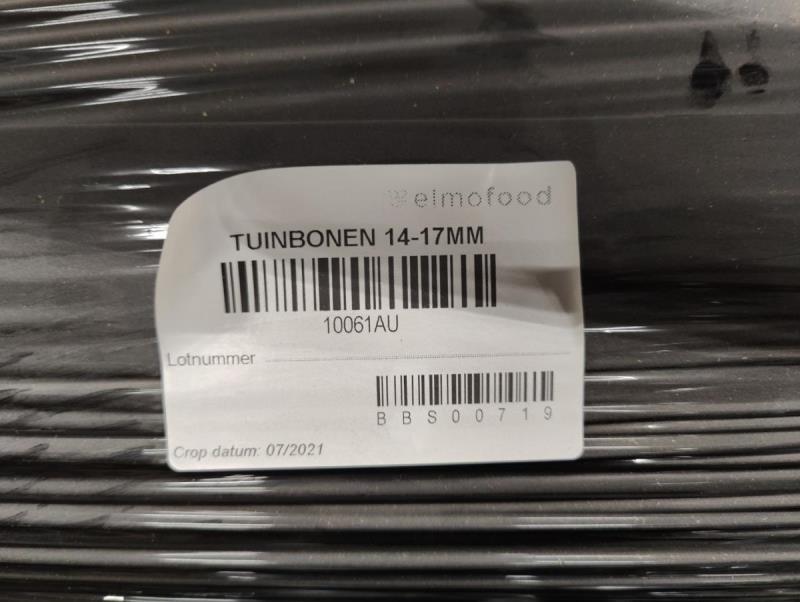 elmofood
TUINBONEN 14-17MM
10061AU
Lotnummer
BBS00719
Crop datum: 07/2021